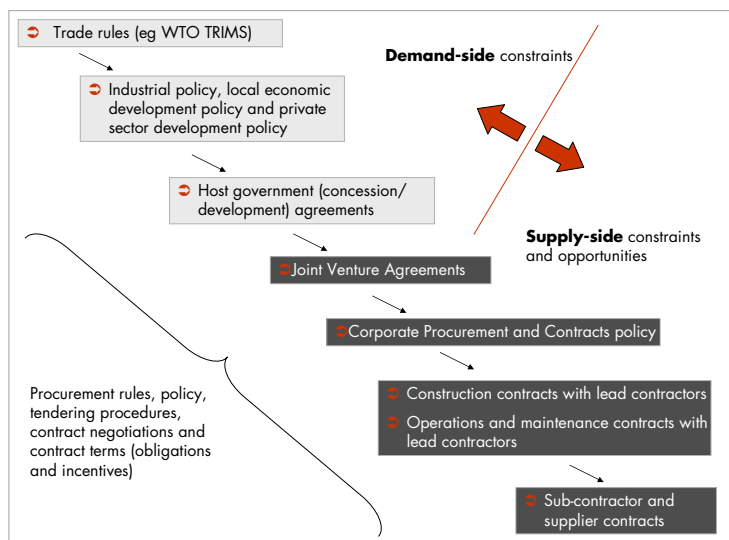 Trade rules (eg WTO TRIMS)
Demand-side constraints
Industrial policy, local economic
development policy and private
sector development policy
Host government (concession/
development) agreements
Supply-side constraints
and opportunities
Joint Venture Agreements
Corporate Procurement and Contracts policy
Procurement rules, policy,
tendering procedures,
contract negotiations and
contract terms (obligations
and incentives)
Construction contracts with lead contractors
Operations and maintenance contracts with
lead contractors
Sub-contractor and
supplier contracts